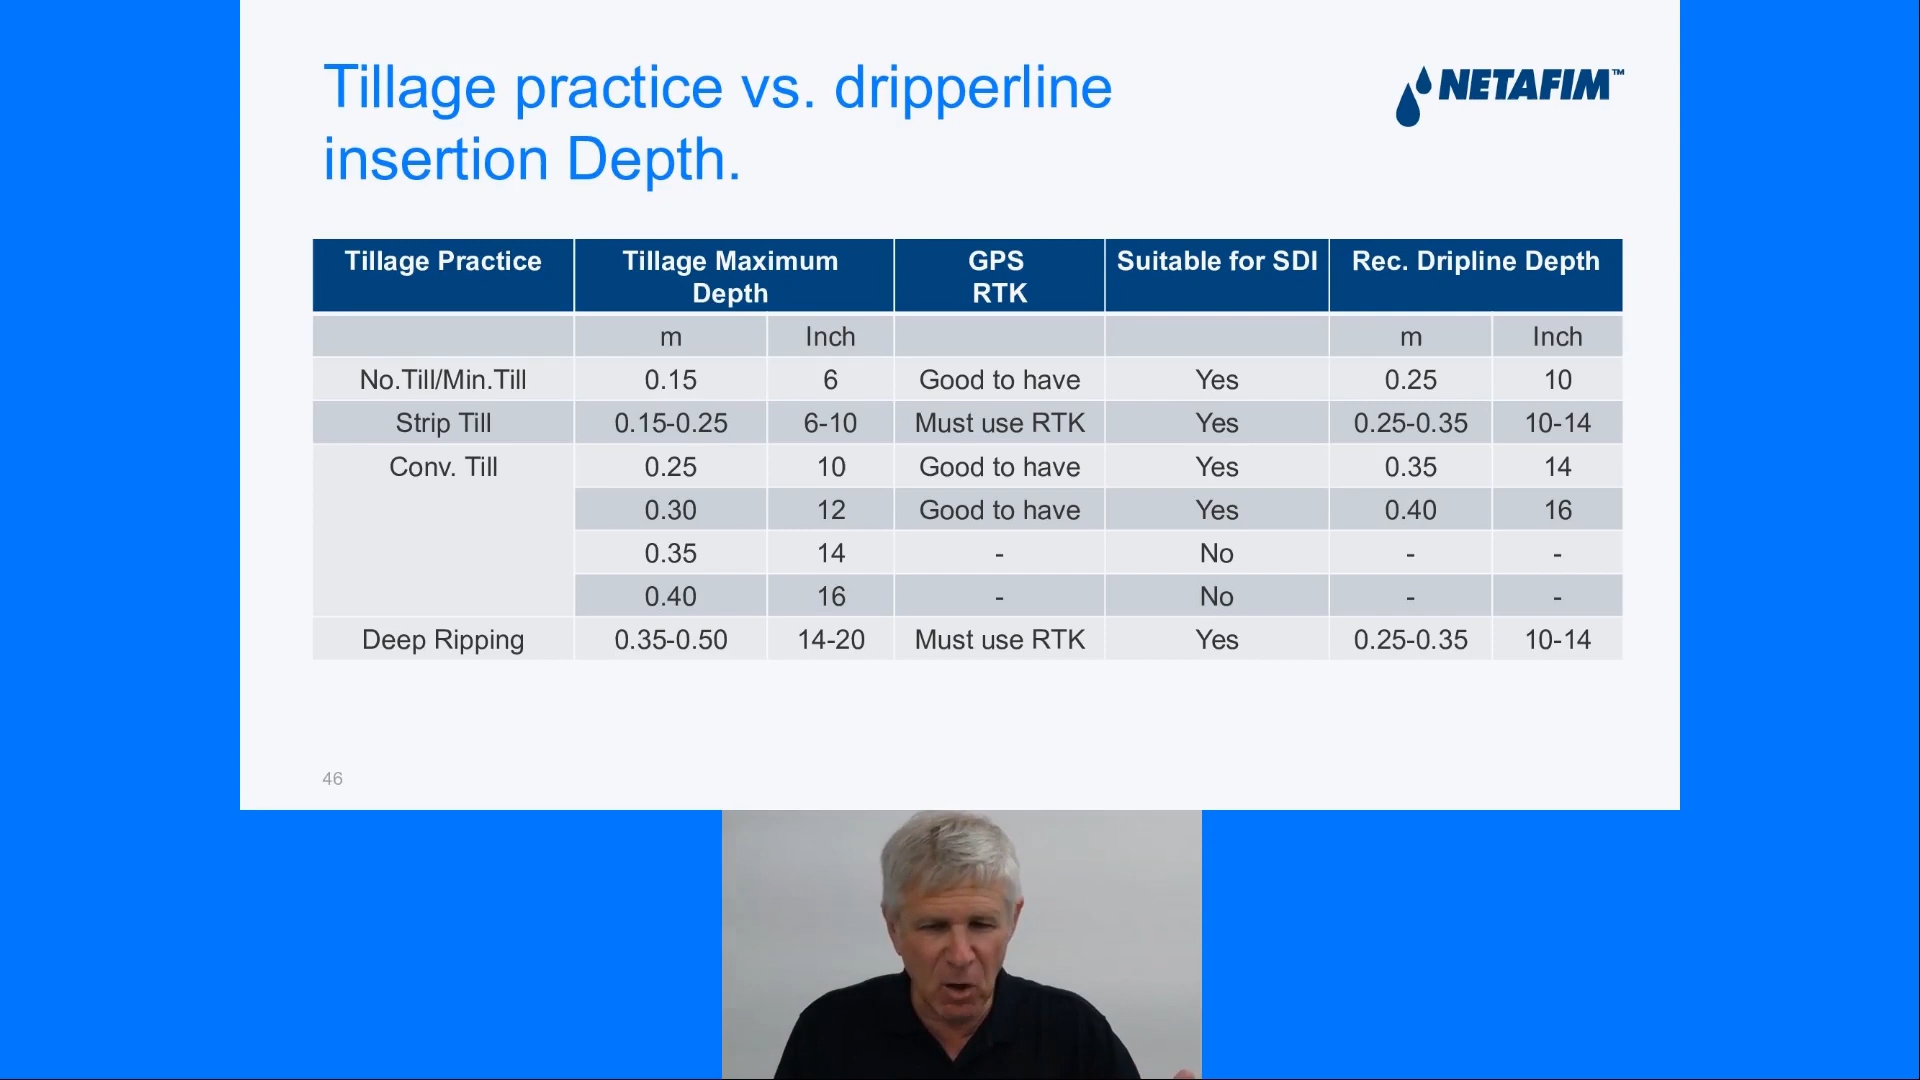 Tillage practice vs. dripperline
insertion Depth.
NETAFIM™
Tillage Practice Tillage Maximum Depth GPS RTK Suitable for SDI Rec. Dripline Depth
m Inch m Inch
No.Till/Min.Till 0.15 6 Good to have Yes 0.25 10
Strip Till 0.15-0.25 6-10 Must use RTK Yes 0.25-0.35 10-14
Conv. Till 0.25 10 Good to have Yes 0.35 14
0.30 12 Good to have Yes 0.40 16
0.35 14 - No - -
0.40 16 - No - -
Deep Ripping 0.35-0.50 14-20 Must use RTK Yes 0.25-0.35 10-14
46